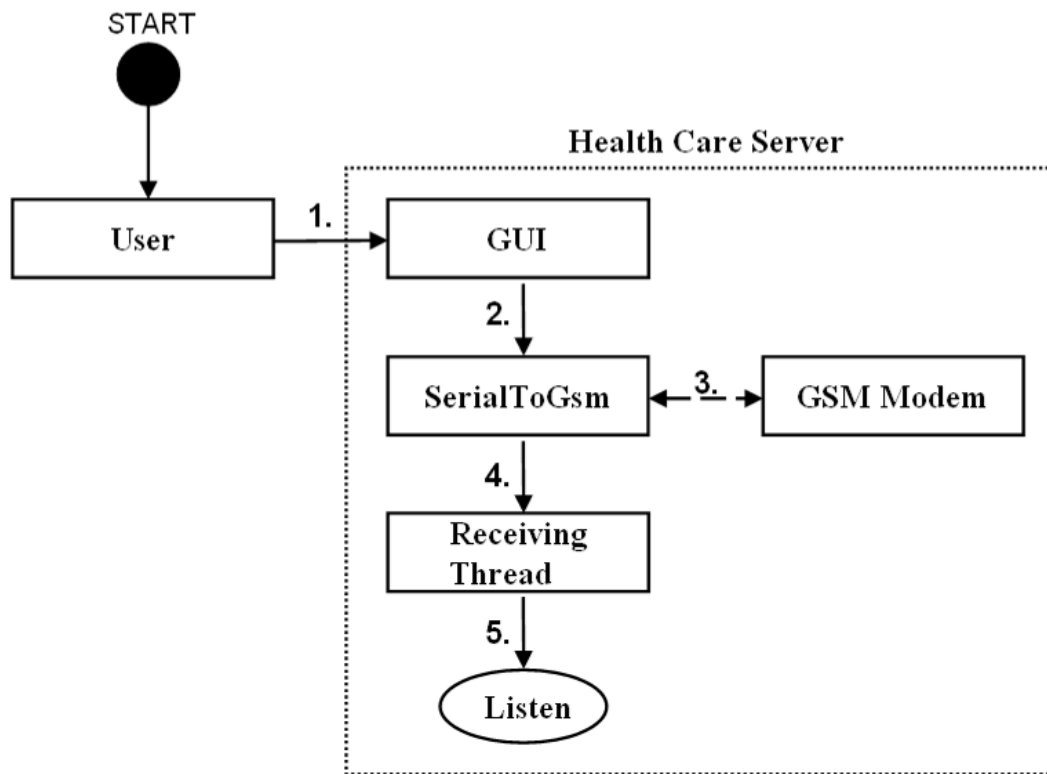 START
Health Care Server
User
1.
GUI
2.
SerialToGsm
3.
GSM Modem
4.
Receiving
Thread
5.
Listen